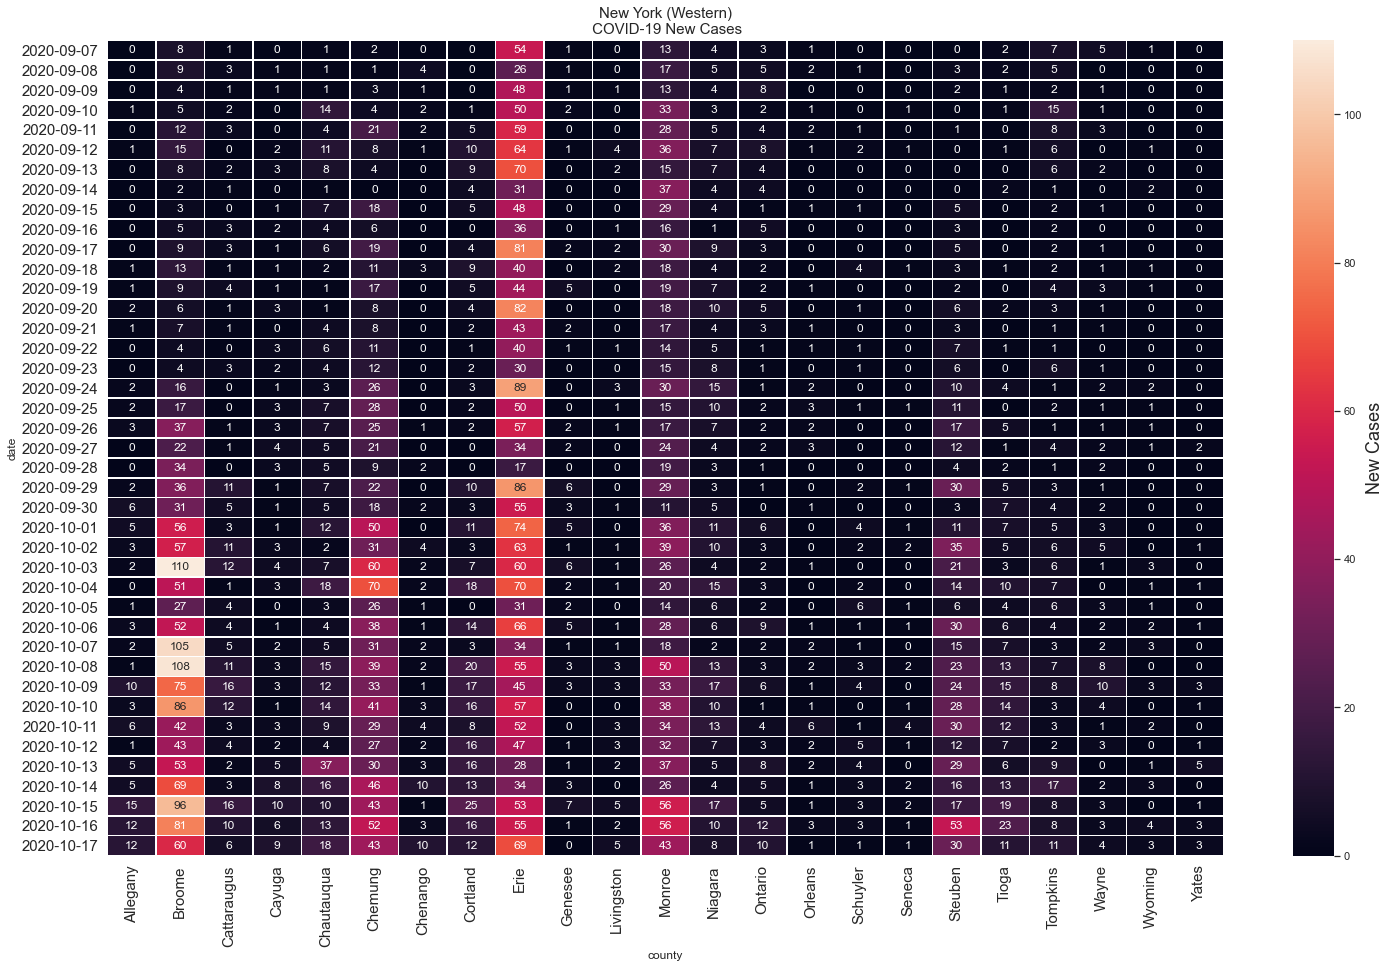 New York (Western)
COVID-19 New Cases
2020-09-07 0 8 1 0 1 2 0 0 54 1 0 13 4 3 1 0 0 0 2 7 5 1 0
2020-09-08 0 9 3 1 1 1 4 0 26 1 0 17 5 5 2 1 0 3 2 5 0 0 0
2020-09-09 0 4 1 1 1 3 1 0 48 1 1 13 4 8 0 0 0 2 1 2 1 0 0
2020-09-10 1 5 2 0 14 4 2 1 50 2 0 33 3 2 1 0 1 0 1 15 1 0 0
2020-09-11 0 12 3 0 4 21 2 5 59 0 0 28 5 4 2 1 0 1 0 8 3 0 0
2020-09-12 1 15 0 2 11 8 1 10 64 1 4 36 7 8 1 2 1 0 1 6 0 1 0
2020-09-13 0 8 2 3 8 4 0 9 70 0 2 15 7 4 0 0 0 0 0 6 2 0 0
2020-09-14 0 2 1 0 1 0 0 4 31 0 0 37 4 4 0 0 0 0 2 1 0 2 0
2020-09-15 0 3 0 1 7 18 0 5 48 0 0 29 4 1 1 1 0 5 0 2 1 0 0
2020-09-16 0 5 3 2 4 6 0 0 36 0 1 16 1 5 0 0 0 3 0 2 0 0 0
2020-09-17 0 9 3 1 6 19 0 4 81 2 2 30 9 3 0 0 0 5 0 2 1 0 0
2020-09-18 1 13 1 1 2 11 3 9 40 0 2 18 4 2 0 4 1 3 1 2 1 1 0
2020-09-19 1 9 4 1 1 17 0 5 44 5 0 19 7 2 1 0 0 2 0 4 3 1 0
2020-09-20 2 6 1 3 1 8 0 4 82 0 0 18 10 5 0 1 0 6 2 3 1 0 0
2020-09-21 1 7 1 0 4 8 0 2 43 2 0 17 4 3 1 0 0 3 0 1 1 0 0
2020-09-22 0 4 0 3 6 11 0 1 40 1 1 14 5 1 1 1 0 7 1 1 0 0 0
2020-09-23 0 4 3 2 4 12 0 2 30 0 0 15 8 1 0 1 0 6 0 6 1 0 0
2020-09-24 2 16 0 1 3 26 0 3 89 0 3 30 15 1 2 0 0 10 4 1 2 2 0
2020-09-25 2 17 0 3 7 28 0 2 50 0 1 15 10 2 3 1 1 11 0 2 1 1 0
2020-09-26 3 37 1 3 7 25 1 2 57 2 1 17 7 2 2 0 0 17 5 1 1 1 0
2020-09-27 0 22 1 4 5 21 0 0 34 2 0 24 4 2 3 0 0 12 1 4 2 1 2
2020-09-28 0 34 0 3 5 9 2 0 17 0 0 19 3 1 0 0 0 4 2 1 2 0 0
2020-09-29 2 36 11 1 7 22 0 10 86 6 0 29 3 1 0 2 1 30 5 3 1 0 0
2020-09-30 6 31 5 1 5 18 2 3 55 3 1 11 5 0 1 0 0 3 7 4 2 0 0
2020-10-01 5 56 3 1 12 50 0 11 74 5 0 36 11 6 0 4 1 11 7 5 3 0 0
2020-10-02 3 57 11 3 2 31 4 3 63 1 1 39 10 3 0 2 2 35 5 6 5 0 1
2020-10-03 2 110 12 4 7 60 2 7 60 6 1 26 4 2 1 0 0 21 3 6 1 3 0
2020-10-04 0 51 1 3 18 70 2 18 70 2 1 20 15 3 0 2 0 14 10 7 0 1 1
2020-10-05 1 27 4 0 3 26 1 0 31 2 0 14 6 2 0 6 1 6 4 6 3 1 0
2020-10-06 3 52 4 1 4 38 1 14 66 5 1 28 6 9 1 1 1 30 6 4 2 2 1
2020-10-07 2 105 5 2 5 31 2 3 34 1 1 18 2 2 2 1 0 15 7 3 2 3 0
2020-10-08 1 108 11 3 15 39 2 20 55 3 3 50 13 3 2 3 2 23 13 7 8 0 0
2020-10-09 10 75 16 3 12 33 1 17 45 3 3 33 17 6 1 4 0 24 15 8 10 3 3
2020-10-10 3 86 12 1 14 41 3 16 57 0 0 38 10 1 1 0 1 28 14 3 4 0 1
2020-10-11 6 42 3 3 9 29 4 8 52 0 3 34 13 4 6 1 4 30 12 3 1 2 0
2020-10-12 1 43 4 2 4 27 2 16 47 1 3 32 7 3 2 5 1 12 7 2 3 0 1
2020-10-13 5 53 2 5 37 30 3 16 28 1 2 37 5 8 2 4 0 29 6 9 0 1 5
2020-10-14 5 69 3 8 16 46 10 13 34 3 0 26 4 5 1 3 2 16 13 17 2 3 0
2020-10-15 15 96 16 10 10 43 1 25 53 7 5 56 17 5 1 3 2 17 19 8 3 0 1
2020-10-16 12 81 10 6 13 52 3 16 55 1 2 56 10 12 3 3 1 53 23 8 3 4 3
2020-10-17 12 60 6 9 18 43 10 12 69 0 5 43 8 10 1 1 1 30 11 11 4 3 3
Allegany Broome Cattaraugus Cayuga Chautauqua Chemung Chenango Cortland Erie Genesee Livingston Monroe Niagara Ontario Orleans Schuyler Seneca Steuben Tioga Tompkins Wayne Wyoming Yates
county
date
100
80
60
40
20
0
New Cases